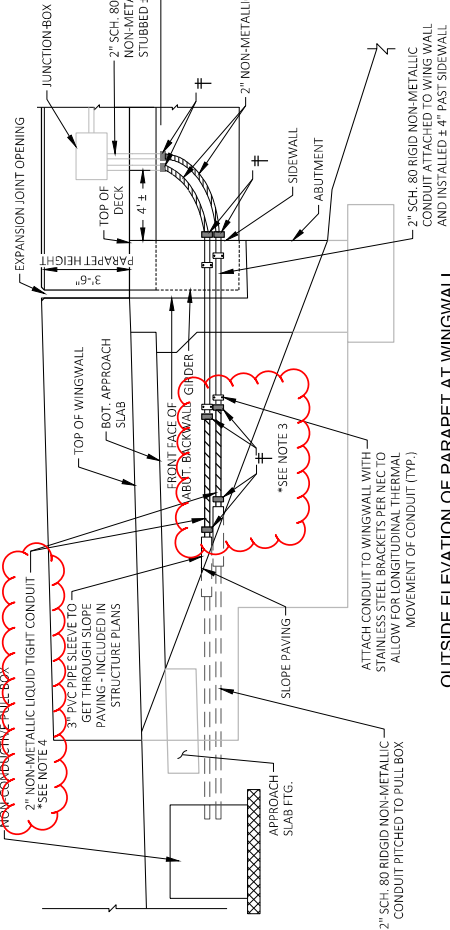 JUNCTION BOX
2" SCH. 80
NON-META
STUBBED ±
2" NON-METALLI
EXPANSION JOINT OPENING
TOP OF
DECK
4' ±
SIDEWALL
ABUTMENT
2" SCH. 80 RIGID NON-METALLIC
CONDUIT ATTACHED TO WING WALL
AND INSTALLED ± 4" PAST SIDEWALL
3'-6"
PARAPET HEIGHT
TOP OF WINGWALL
BOT. APPROACH
SLAB
FRONT FACE OF
ABUT. BACKWALL
GIRDER
*SEE NOTE 3
ATTACH CONDUIT TO WINGWALL WITH
STAINLESS STEEL BRACKETS PER NEC TO
ALLOW FOR LONGITUDINAL THERMAL
MOVEMENT OF CONDUIT (TYP.)
NON-CONDUCTIVE PULL BOX
2" NON-METALLIC LIQUID TIGHT CONDUIT
*SEE NOTE 4
3" PVC PIPE SLEEVE TO
GET THROUGH SLOPE
PAVING - INCLUDED IN
STRUCTURE PLANS
SLOPE PAVING
APPROACH
SLAB FTG.
2" SCH. 80 RIDGID NON-METALLIC
CONDUIT PITCHED TO PULL BOX
OUTSIDE ELEVATION OF PARAPET AT WINGWALL